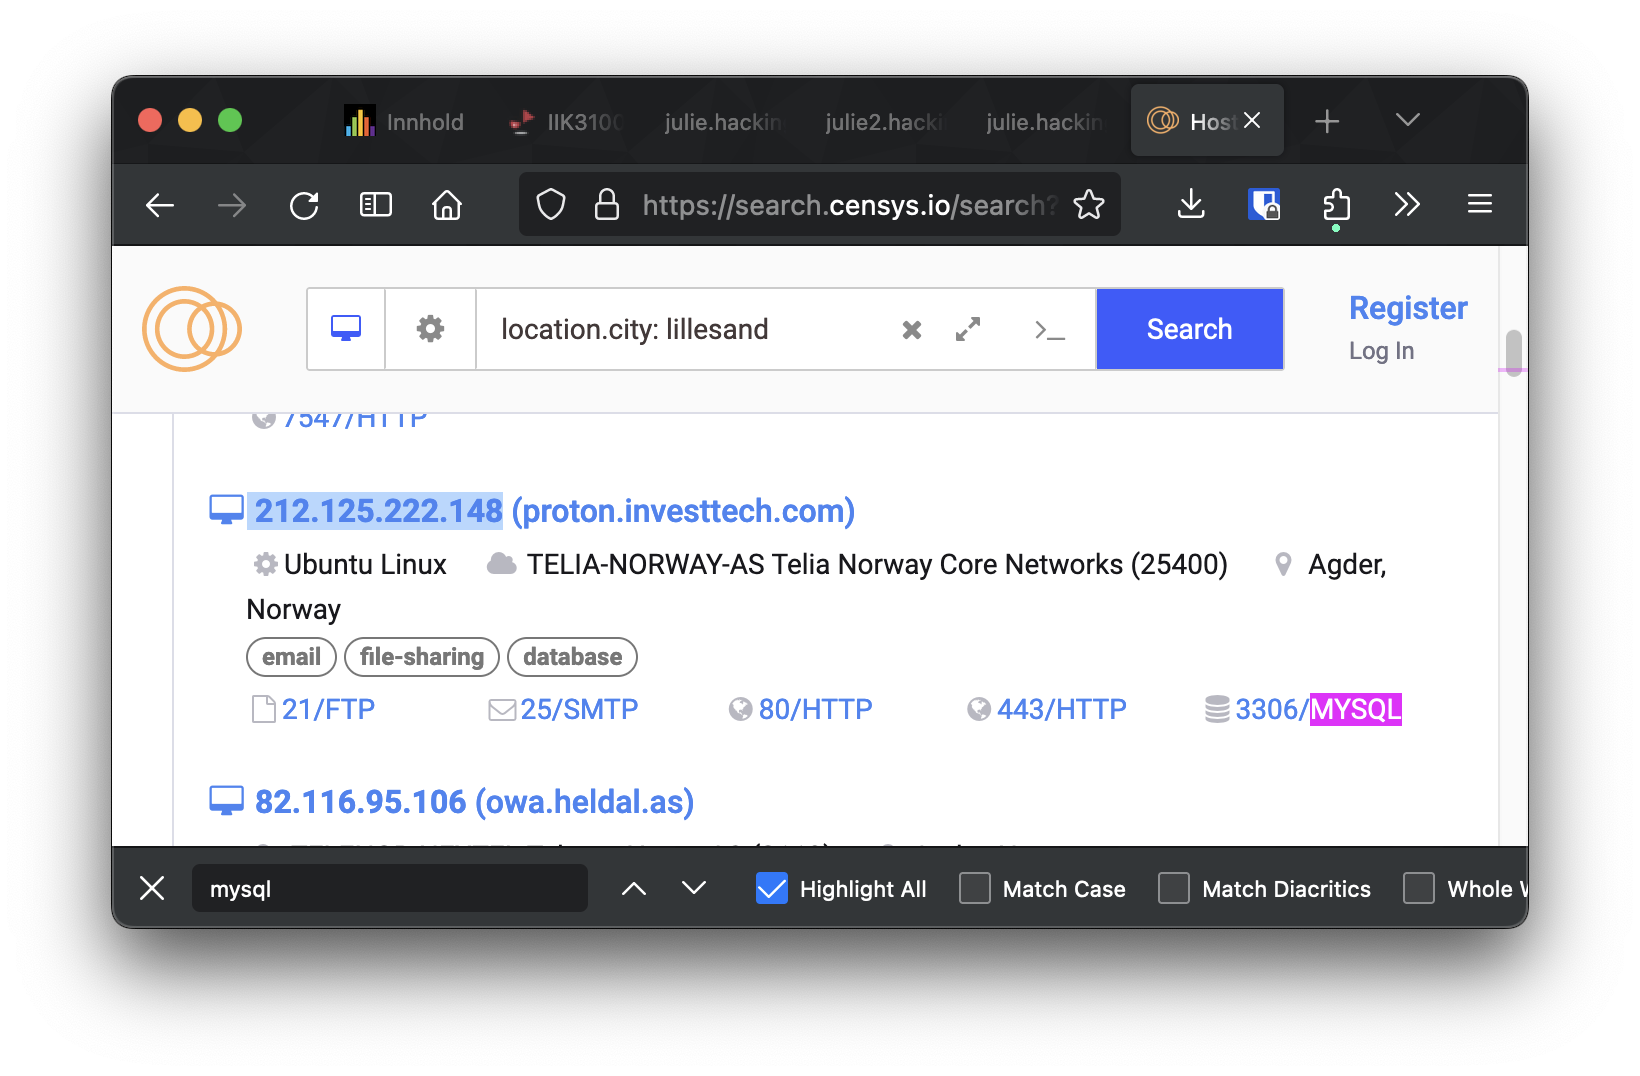 Innhold IIK3100 julie.hackin julie2.hacki julie.hackin Host
https://search.censys.io/search?
location.city: lillesand
Search
Register
Log In
7547/HTTP
212.125.222.148 (proton.investtech.com)
Ubuntu Linux TELIA-NORWAY-AS Telia Norway Core Networks (25400) Agder,
Norway
email file-sharing database
21/FTP 25/SMTP 80/HTTP 443/HTTP 3306/MYSQL
82.116.95.106 (owa.heldal.as)
mysql Highlight All Match Case Match Diacritics Whole W